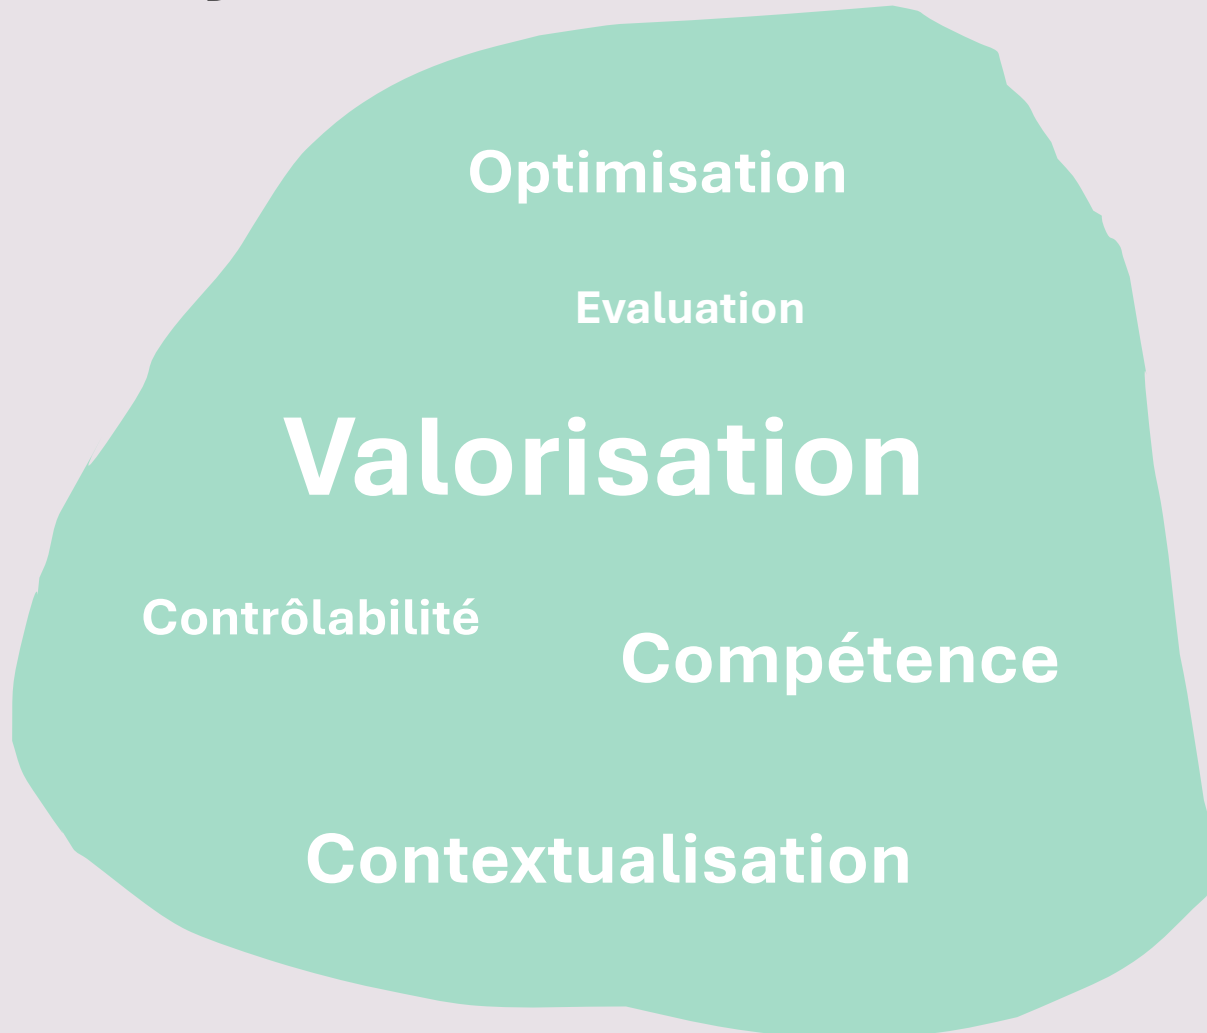 Optimisation
Evaluation
Valorisation
Contrôlabilité
Compétence
Contextualisation